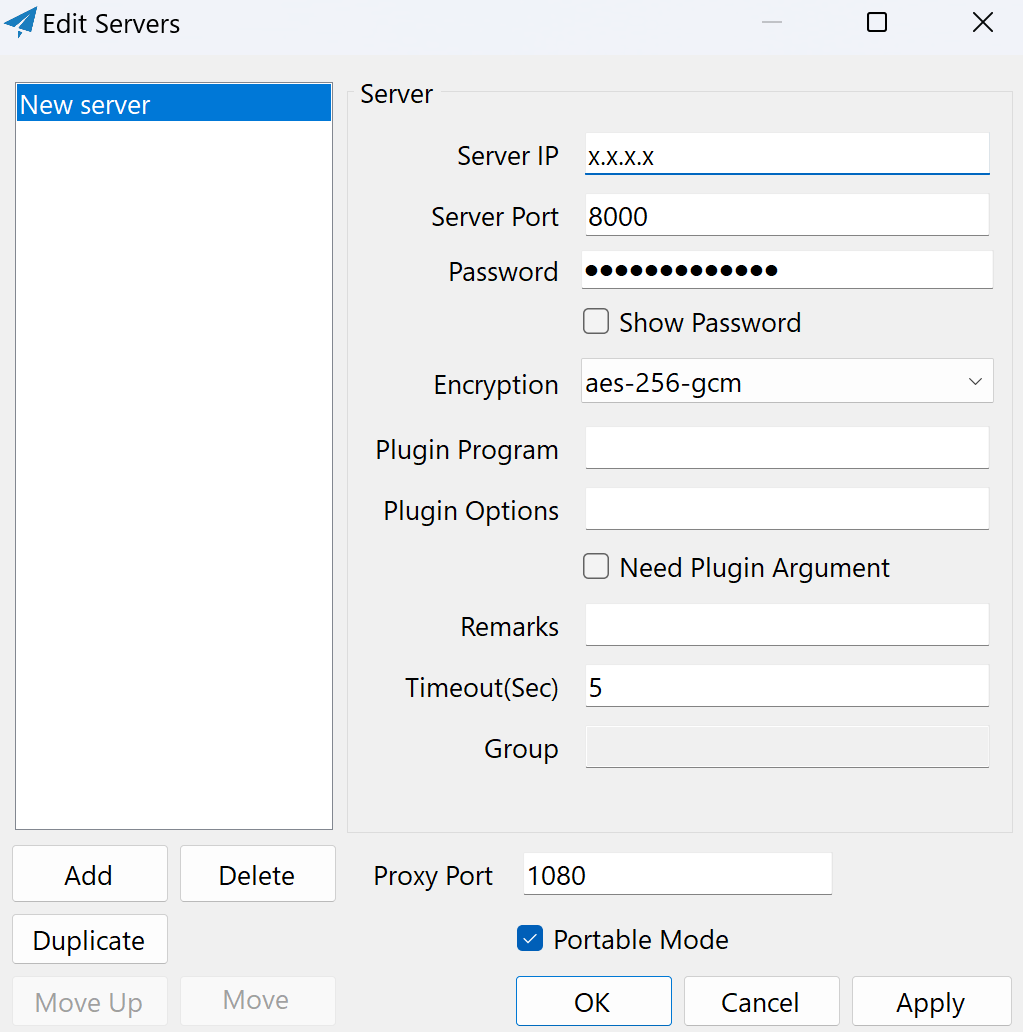 Edit Servers
New server
Server
Server IP x.x.x.x
Server Port 8000
Password ●●●●●●●●●●●●●
Show Password
Encryption aes-256-gcm
Plugin Program
Plugin Options
Need Plugin Argument
Remarks
Timeout(Sec) 5
Group
Add Delete Proxy Port 1080
Duplicate Portable Mode
Move Up Move OK Cancel Apply